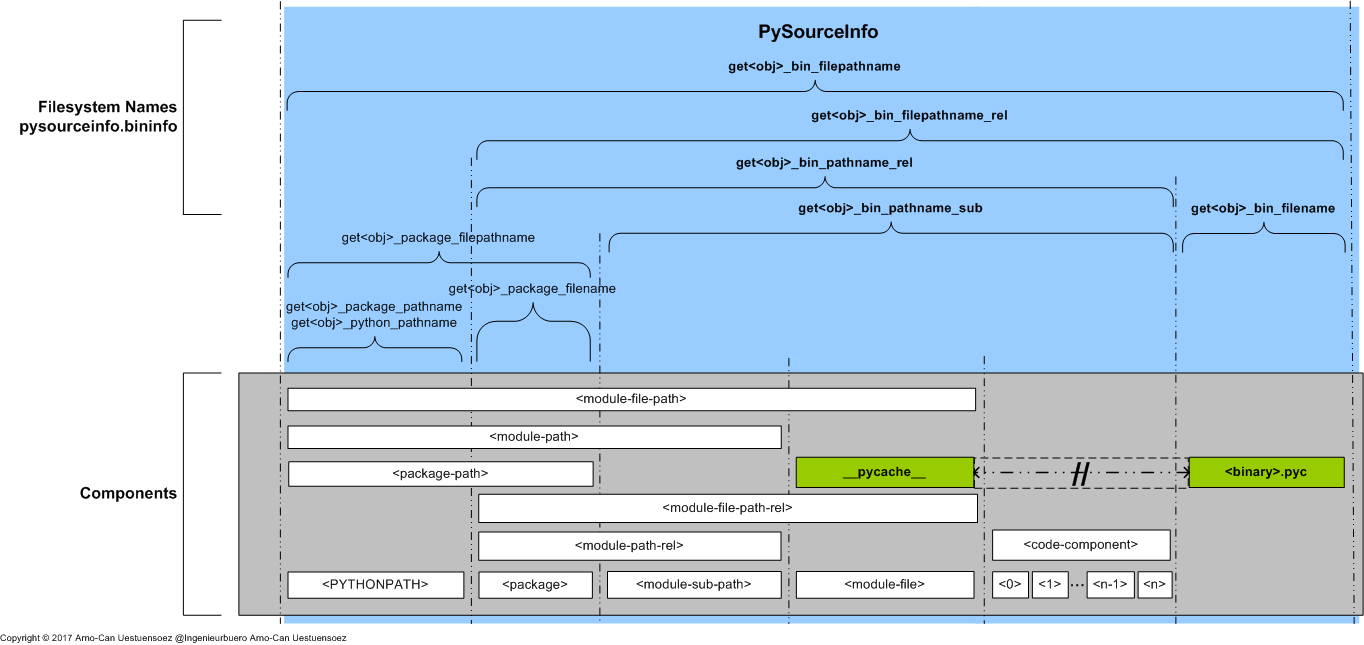 PySourceInfo
get<obj>_bin_filepathname
Filesystem Names
pysourceinfo.bininfo
get<obj>_bin_filepathname_rel
get<obj>_bin_pathname_rel
get<obj>_bin_pathname_sub
get<obj>_bin_filename
get<obj>_package_filepathname
get<obj>_package_filename
get<obj>_package_pathname
get<obj>_python_pathname
Components
<module-file-path>
<module-path>
<package-path>
__pycache__
//
<binary>.pyc
<module-file-path-rel>
<module-path-rel>
<code-component>
<PYTHONPATH>
<package>
<module-sub-path>
<module-file>
<0>
<1>
...
<n-1>
<n>
Copyright © 2017 Arno-Can Uestuensoez @Ingenieurbuero Arno-Can Uestuensoez